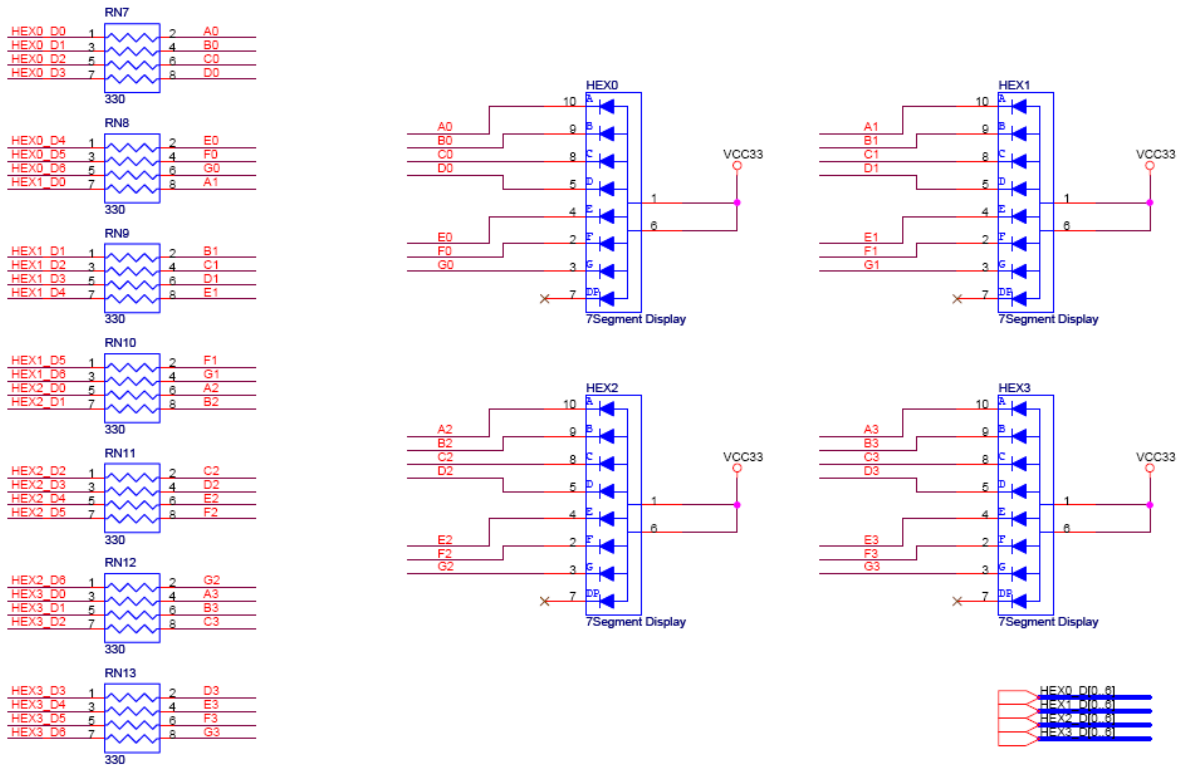 RN7
HEX0_D0 1 2 A0
HEX0_D1 3 4 B0
HEX0_D2 5 6 C0
HEX0_D3 7 8 D0
330
RN8
HEX0_D4 1 2 E0
HEX0_D5 3 4 F0
HEX0_D6 5 6 G0
HEX1_D0 7 8 A1
330
RN9
HEX1_D1 1 2 B1
HEX1_D2 3 4 C1
HEX1_D3 5 6 D1
HEX1_D4 7 8 E1
330
RN10
HEX1_D5 1 2 F1
HEX1_D6 3 4 G1
HEX2_D0 5 6 A2
HEX2_D1 7 8 B2
330
RN11
HEX2_D2 1 2 C2
HEX2_D3 3 4 D2
HEX2_D4 5 6 E2
HEX2_D5 7 8 F2
330
RN12
HEX2_D6 1 2 G2
HEX3_D0 3 4 A3
HEX3_D1 5 6 B3
HEX3_D2 7 8 C3
330
RN13
HEX3_D3 1 2 D3
HEX3_D4 3 4 E3
HEX3_D5 5 6 F3
HEX3_D6 7 8 G3
330
HEX0
A0 10 A
B0 9 B
C0 8 C
D0 5 D
E0 4 E
F0 2 F
G0 3 G
7 DP
1
6
VCC33
7Segment Display
HEX1
A1 10 A
B1 9 B
C1 8 C
D1 5 D
E1 4 E
F1 2 F
G1 3 G
7 DP
1
6
VCC33
7Segment Display
HEX2
A2 10 A
B2 9 B
C2 8 C
D2 5 D
E2 4 E
F2 2 F
G2 3 G
7 DP
1
6
VCC33
7Segment Display
HEX3
A3 10 A
B3 9 B
C3 8 C
D3 5 D
E3 4 E
F3 2 F
G3 3 G
7 DP
1
6
VCC33
7Segment Display
HEX0_D[0..6]
HEX1_D[0..6]
HEX2_D[0..6]
HEX3_D[0..6]